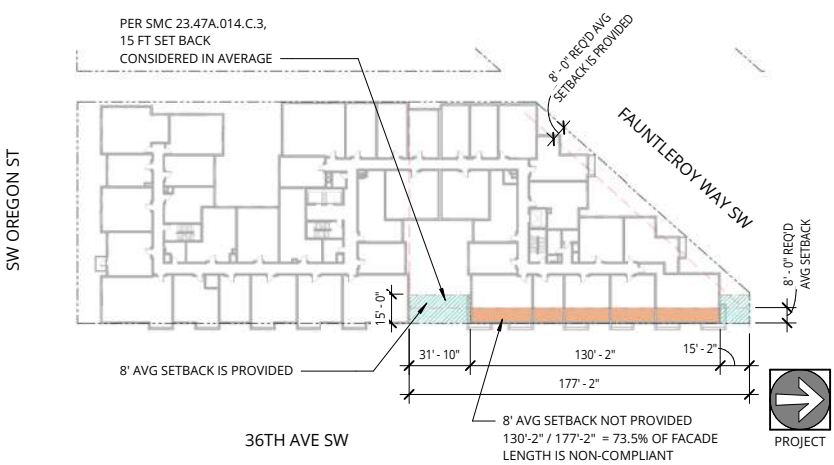 PER SMC 23.47A.014.C.3,
15 FT SET BACK
CONSIDERED IN AVERAGE
8' - 0" REQ'D AVG
SETBACK IS PROVIDED
FAUNTLEROY WAY SW
SW OREGON ST
8' - 0" REQ'D
AVG SETBACK
15' - 0"
31' - 10"
130' - 2"
15' - 2"
177' - 2"
8' AVG SETBACK IS PROVIDED
8' AVG SETBACK NOT PROVIDED
130'-2" / 177'-2" = 73.5% OF FACADE
LENGTH IS NON-COMPLIANT
36TH AVE SW
PROJECT